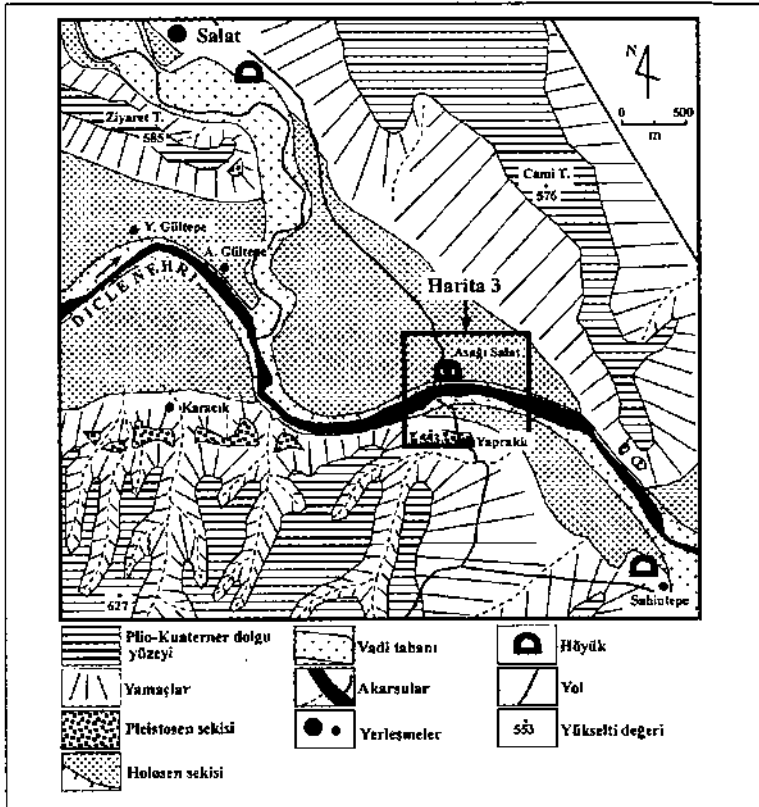 Salat
N
0 500
m
Ziyaret T.
585
Cami T.
576
Y. Gültepe
A. Gültepe
DİCLE NEHRİ
Harita 3
Aşağı Salat
Karacık
Yapraklı
627
Şahintepe
Plio-Kuaterner dolgu
yüzeyi
Vadi tabanı
Höyük
Yamaçlar
Akarsular
Yol
Pleistosen sekisi
Yerleşmeler
553 Yükselti değeri
Holosen sekisi